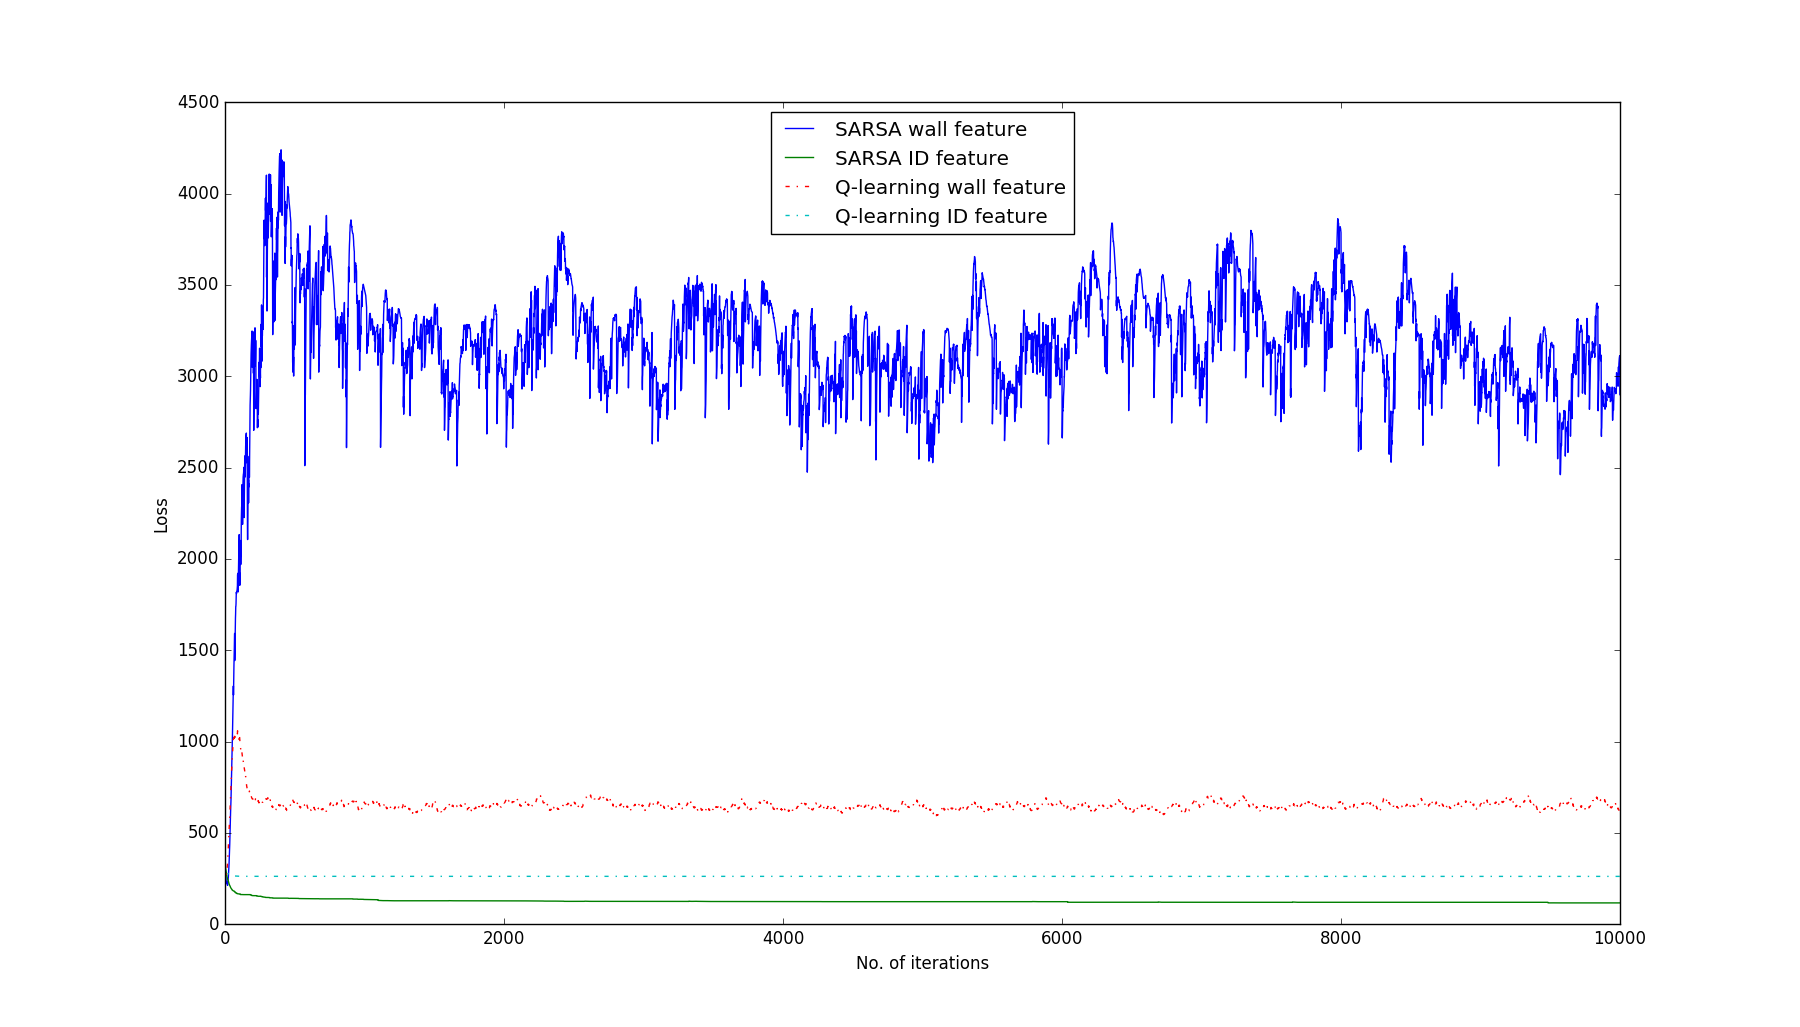 4500
4000
3500
3000
2500
2000
1500
1000
500
0
Loss
SARSA wall feature
SARSA ID feature
Q-learning wall feature
Q-learning ID feature
0 2000 4000 6000 8000 10000
No. of iterations